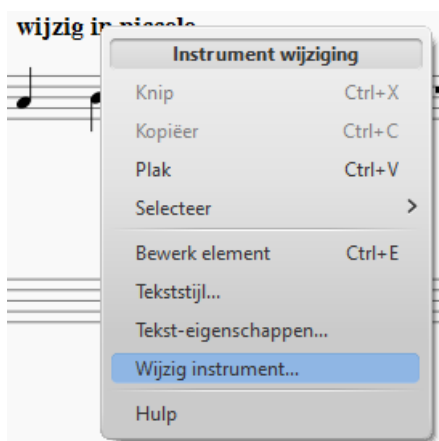 wijzig in piccolo
Instrument wijziging
Knip Ctrl+X
Kopiëer Ctrl+C
Plak Ctrl+V
Selecteer >
Bewerk element Ctrl+E
Tekststijl...
Tekst-eigenschappen...
Wijzig instrument...
Hulp